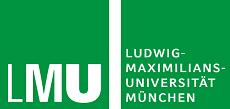 LMU
LUDWIG-
MAXIMILIANS-
UNIVERSITÄT
MÜNCHEN